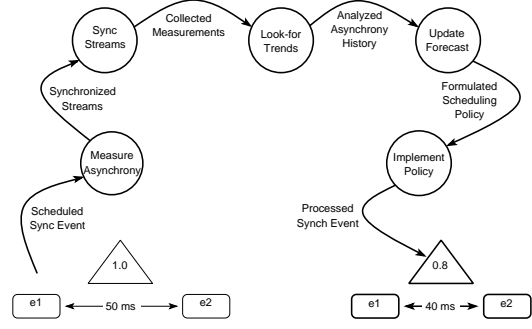 Sync
Streams
Collected
Measurements
Look-for
Trends
Analyzed
Asynchrony
History
Update
Forecast
Synchronized
Streams
Formulated
Scheduling
Policy
Measure
Asynchrony
Implement
Policy
Scheduled
Sync Event
Processed
Synch Event
1.0
0.8
e1
50 ms
e2
e1
40 ms
e2